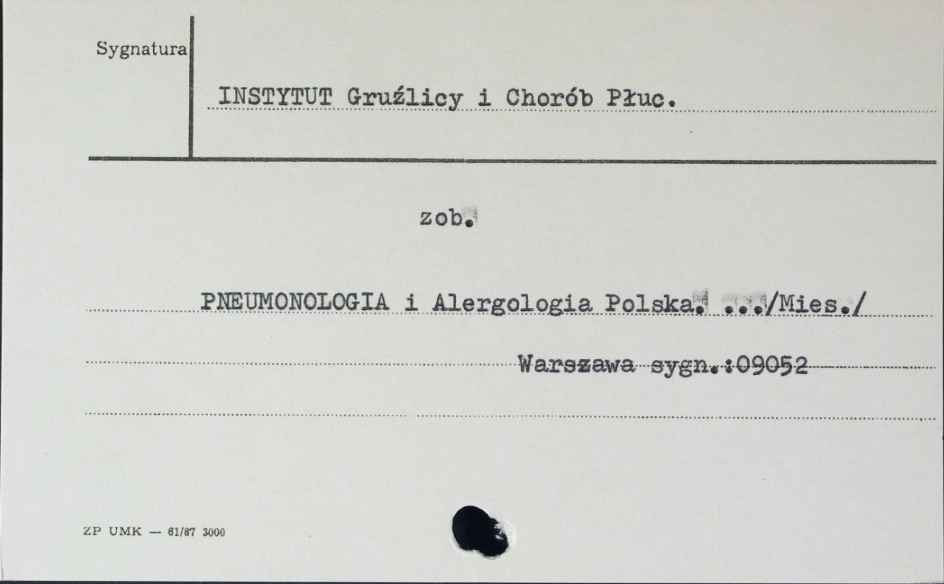 Sygnatura
INSTYTUT Gruźlicy i Chorób Płuc.
zob.
PNEUMONOLOGIA i Alergologia Polska. .../Mies./
Warszawa sygn.:09052
ZP UMK — 61/87 3000